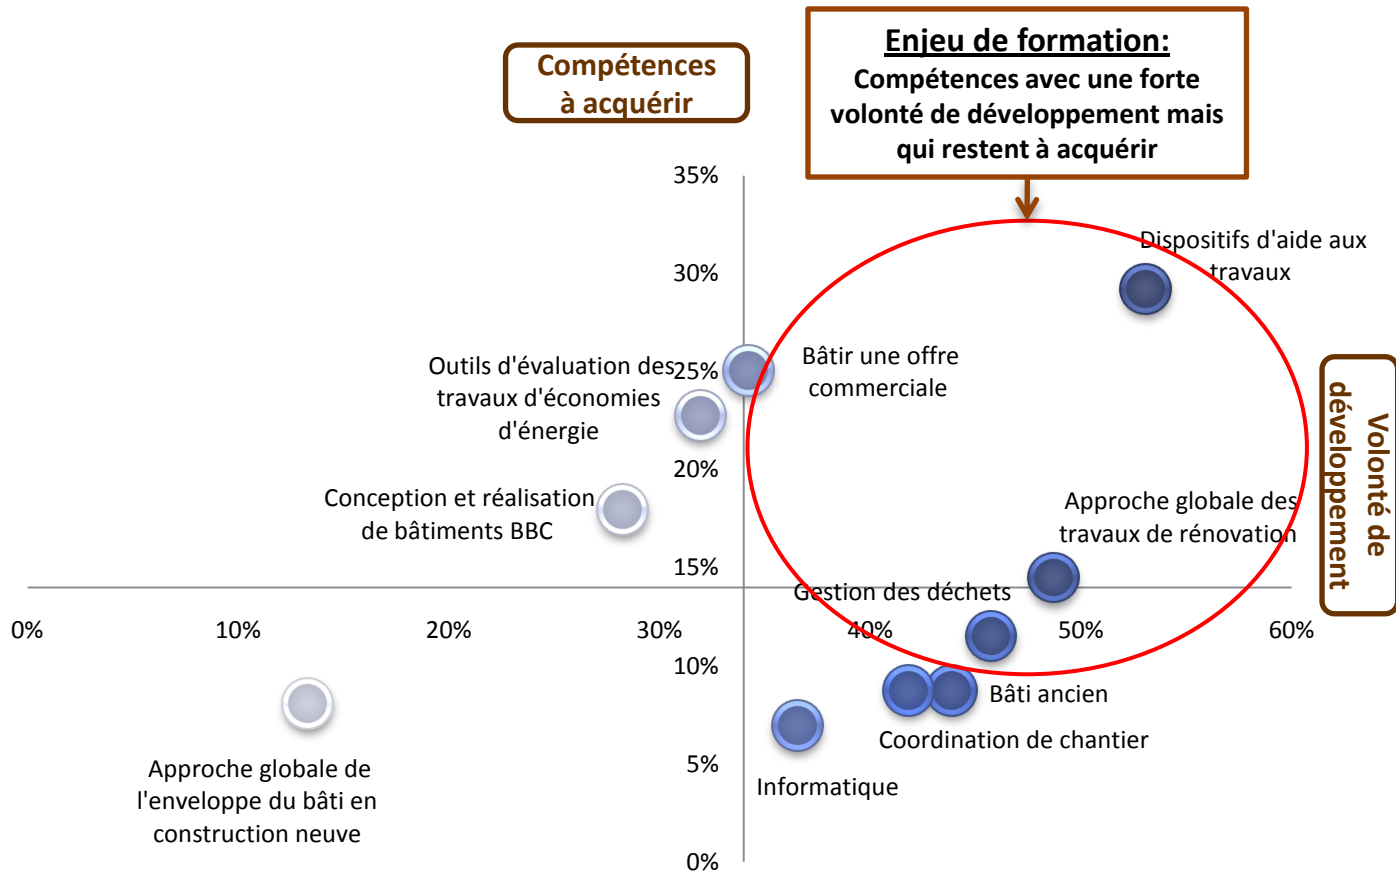 Enjeu de formation:
Compétences avec une forte
volonté de développement mais
qui restent à acquérir
Compétences
à acquérir
35%
30%
25%
20%
15%
10%
5%
0%
Dispositifs d'aide aux
travaux
Bâtir une offre
commerciale
Outils d'évaluation des
travaux d'économies
d'énergie
Conception et réalisation
de bâtiments BBC
Approche globale des
travaux de rénovation
Gestion des déchets
0%
10%
20%
30%
40%
50%
60%
Bâti ancien
Coordination de chantier
Informatique
Approche globale de
l'enveloppe du bâti en
construction neuve
Volonté de
développement